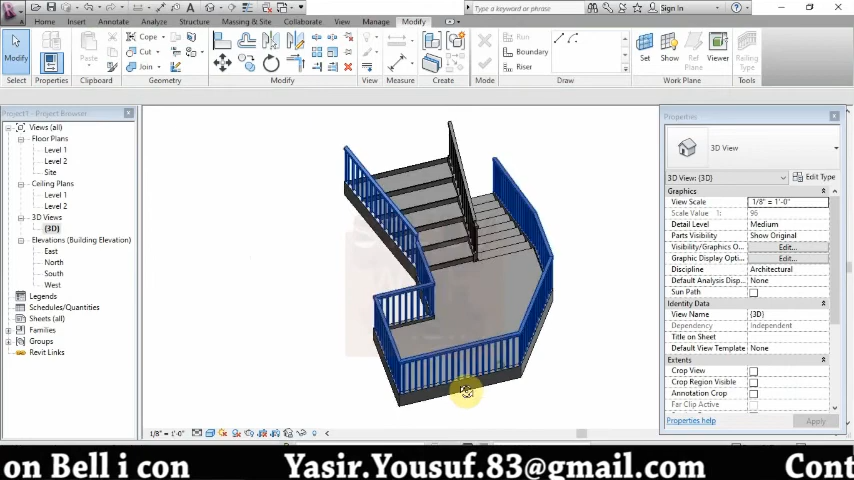 Type a keyword or phrase
Sign In
Architecture
Insert
Annotate
Analyze
Structure
Massing & Site
Collaborate
View
Manage
Modify
Modify
Properties
Paste
Cope
Cut
Join
Run
Boundary
Riser
Set
Show
Ref
Plane
Viewer
Railing
Type
Select
Properties
Clipboard
Geometry
Modify
View
Measure
Create
Mode
Draw
Work Plane
Tools
Project1 - Project Browser
Views (all)
Floor Plans
Level 1
Level 2
Site
Ceiling Plans
Level 1
Level 2
3D Views
{3D}
Elevations (Building Elevation)
East
North
South
West
Legends
Schedules/Quantities
Sheets (all)
Families
Groups
Revit Links
1/8" = 1'-0"
Properties
3D View
3D View: {3D}
Edit Type
Graphics
View Scale 1/8" = 1'-0"
Scale Value 1: 96
Detail Level Medium
Parts Visibility Show Original
Visibility/Graphics O... Edit...
Graphic Display Opti... Edit...
Discipline Architectural
Default Analysis Disp... None
Sun Path
Identity Data
View Name {3D}
Dependency Independent
Title on Sheet
Default View Template None
Extents
Crop View
Crop Region Visible
Annotation Crop
Far Clip Active
Properties help
Apply
on Bell i con Yasir.Yousuf.83@gmail.com Cont